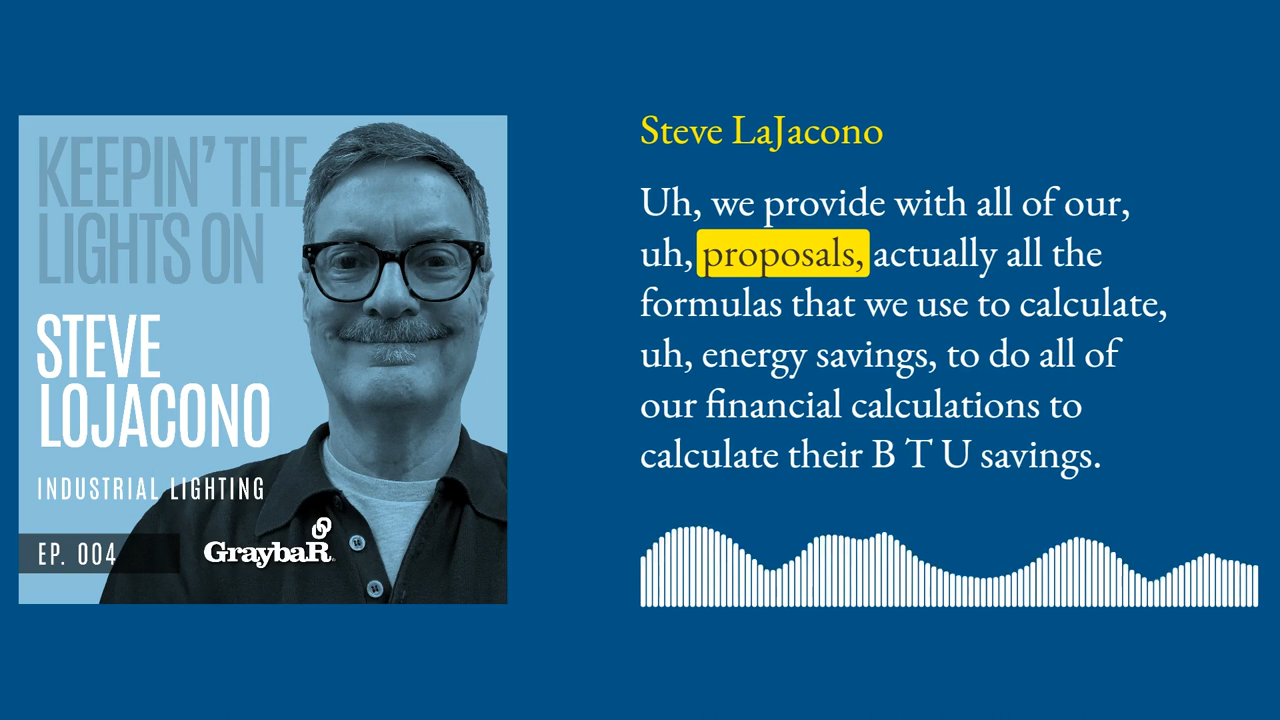 KEEPIN' THE
LIGHTS ON
STEVE
LOJACONO
INDUSTRIAL LIGHTING
EP. 004
GraybaR
Steve LaJacono
Uh, we provide with all of our,
uh, proposals, actually all the
formulas that we use to calculate,
uh, energy savings, to do all of
our financial calculations to
calculate their B T U savings.